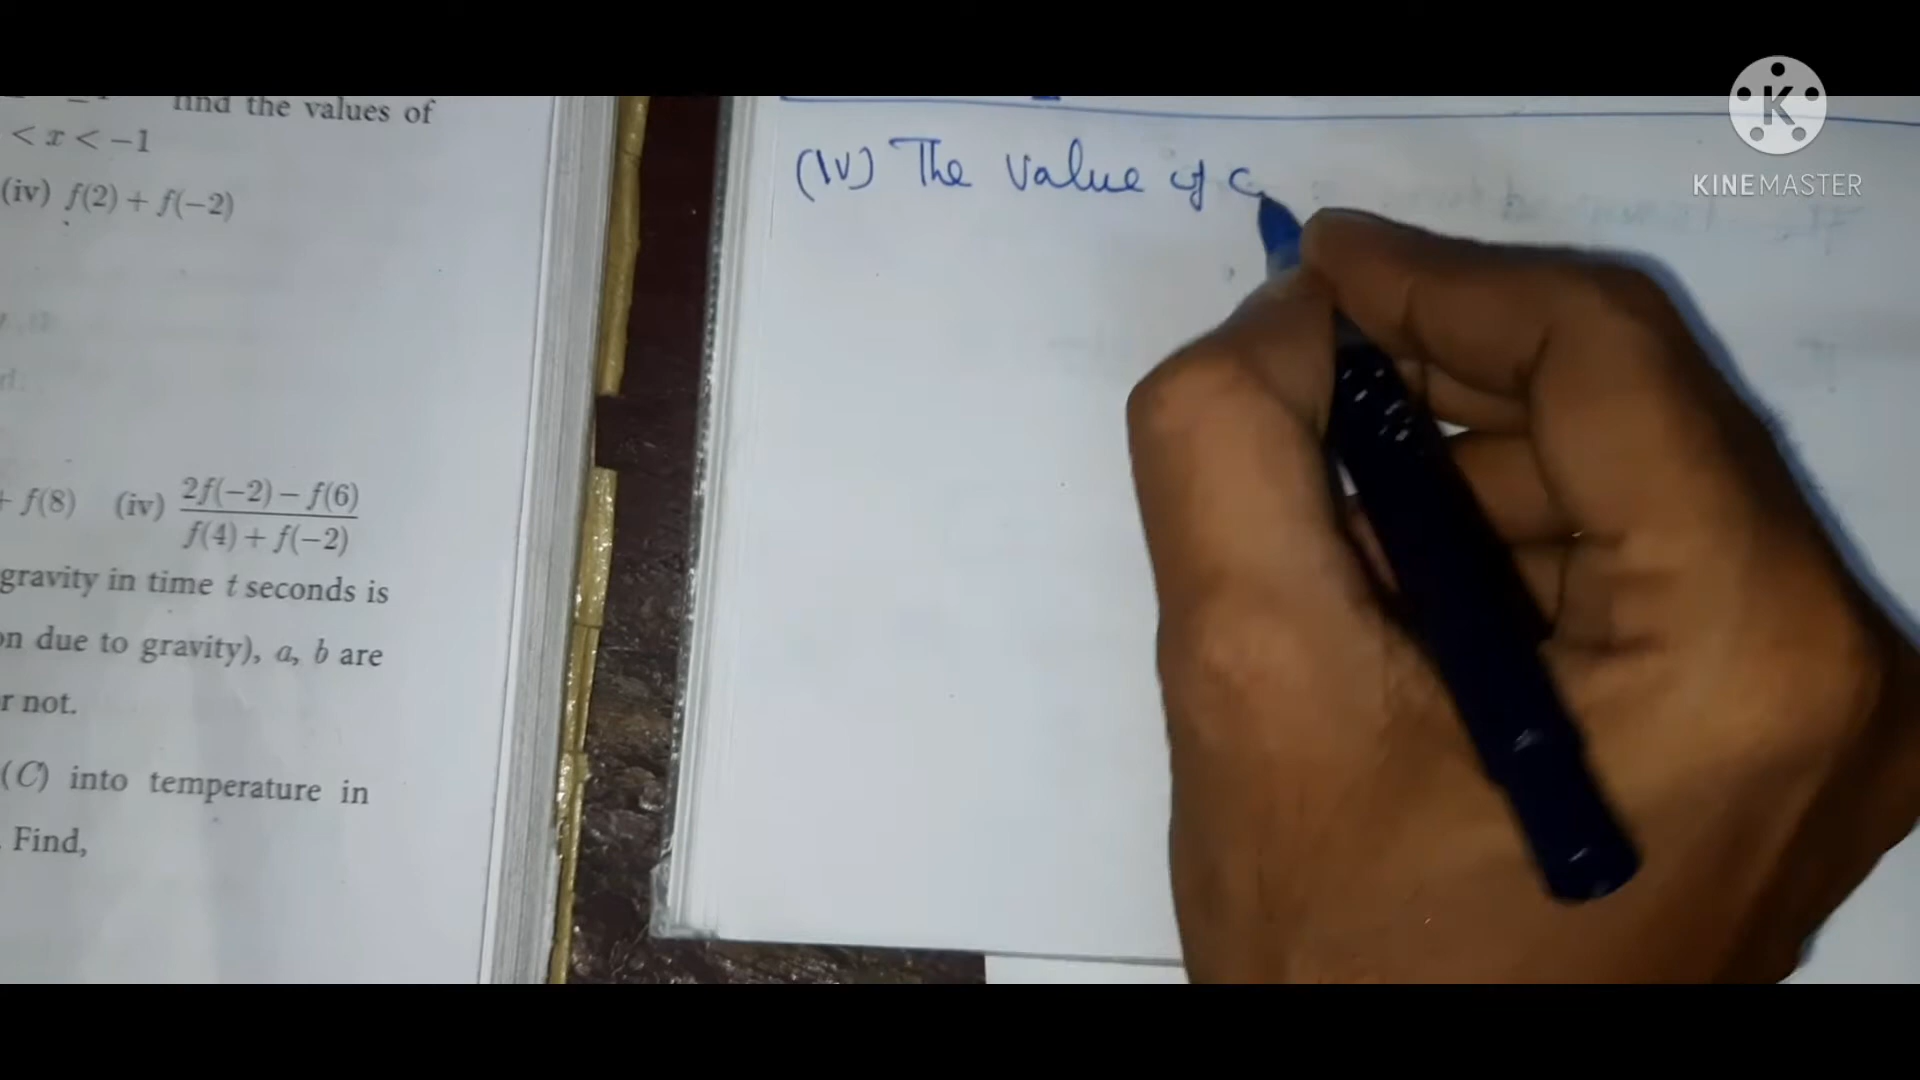 find the values of
< x < −1
(iv) f(2) + f(−2)
+ f(8) (iv) 2f(−2) − f(6)
f(4) + f(−2)
gravity in time t seconds is
on due to gravity), a, b are
r not.
(C) into temperature in
. Find,
(iv) The value of c
K
KINEMASTER